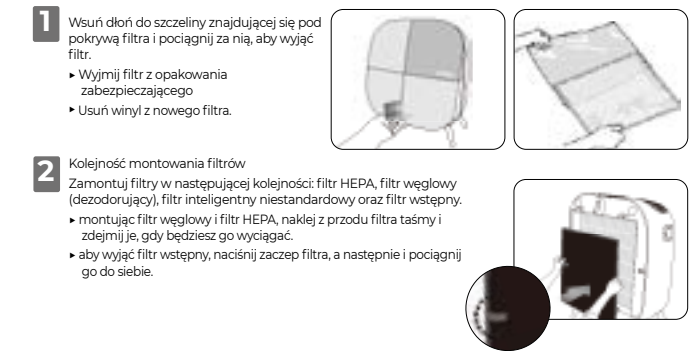 1
Wsuń dłoń do szczeliny znajdującej się pod
pokrywą filtra i pociągnij za nią, aby wyjąć
filtr.
▸ Wyjmij filtr z opakowania
zabezpieczającego
▸ Usuń winyl z nowego filtra.
2
Kolejność montowania filtrów
Zamontuj filtry w następującej kolejności: filtr HEPA, filtr węglowy
(dezodorujący), filtr inteligentny niestandardowy oraz filtr wstępny.
▸ montując filtr węglowy i filtr HEPA, naklej z przodu filtra taśmy i
zdejmij je, gdy będziesz go wyciągać.
▸ aby wyjąć filtr wstępny, naciśnij zaczep filtra, a następnie i pociągnij
go do siebie.